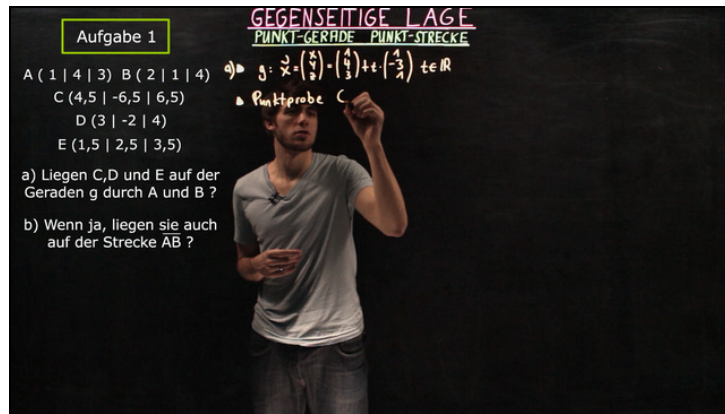 GEGENSEITIGE LAGE
PUNKT-GERADE PUNKT-STRECKE
Aufgabe 1
A ( 1 | 4 | 3) B ( 2 | 1 | 4)
C (4,5 | -6,5 | 6,5)
D (3 | -2 | 4)
E (1,5 | 2,5 | 3,5)
a) Liegen C,D und E auf der
Geraden g durch A und B ?
b) Wenn ja, liegen sie auch
auf der Strecke A͞B͞ ?
a) g: x⃗ = (x y z) = (1 4 3) + t · (1 -3 1) t∈ℝ
Punktprobe C